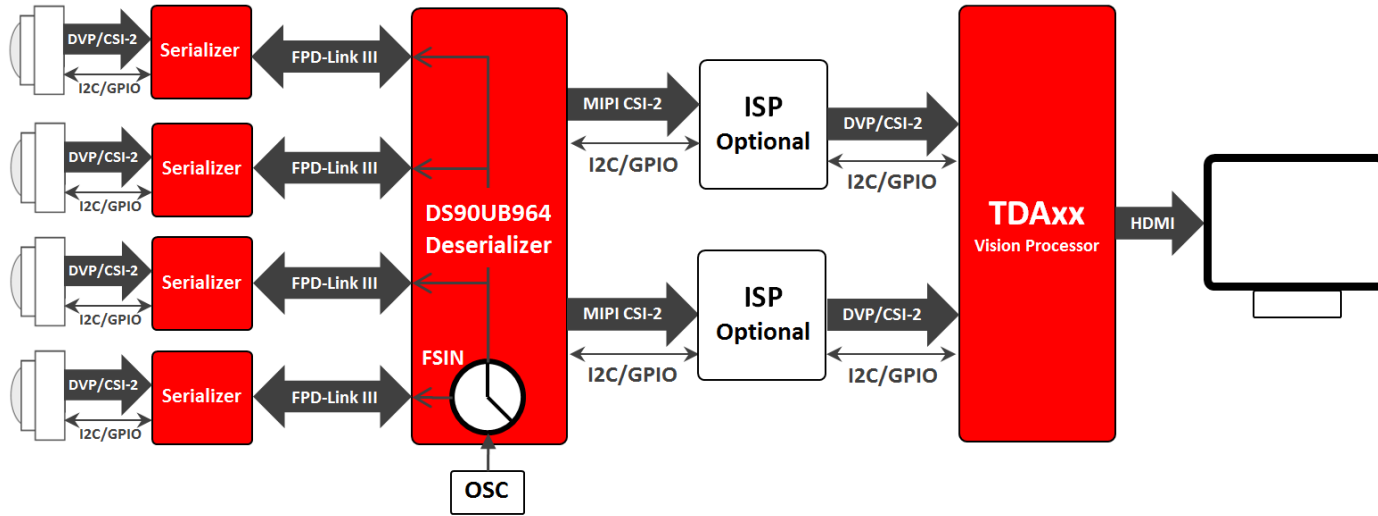 DVP/CSI-2
I2C/GPIO
Serializer
FPD-Link III
DVP/CSI-2
I2C/GPIO
Serializer
FPD-Link III
DVP/CSI-2
I2C/GPIO
Serializer
FPD-Link III
DVP/CSI-2
I2C/GPIO
Serializer
FPD-Link III
DS90UB964
Deserializer
FSIN
OSC
MIPI CSI-2
I2C/GPIO
ISP
Optional
DVP/CSI-2
I2C/GPIO
MIPI CSI-2
I2C/GPIO
ISP
Optional
DVP/CSI-2
I2C/GPIO
TDAxx
Vision Processor
HDMI